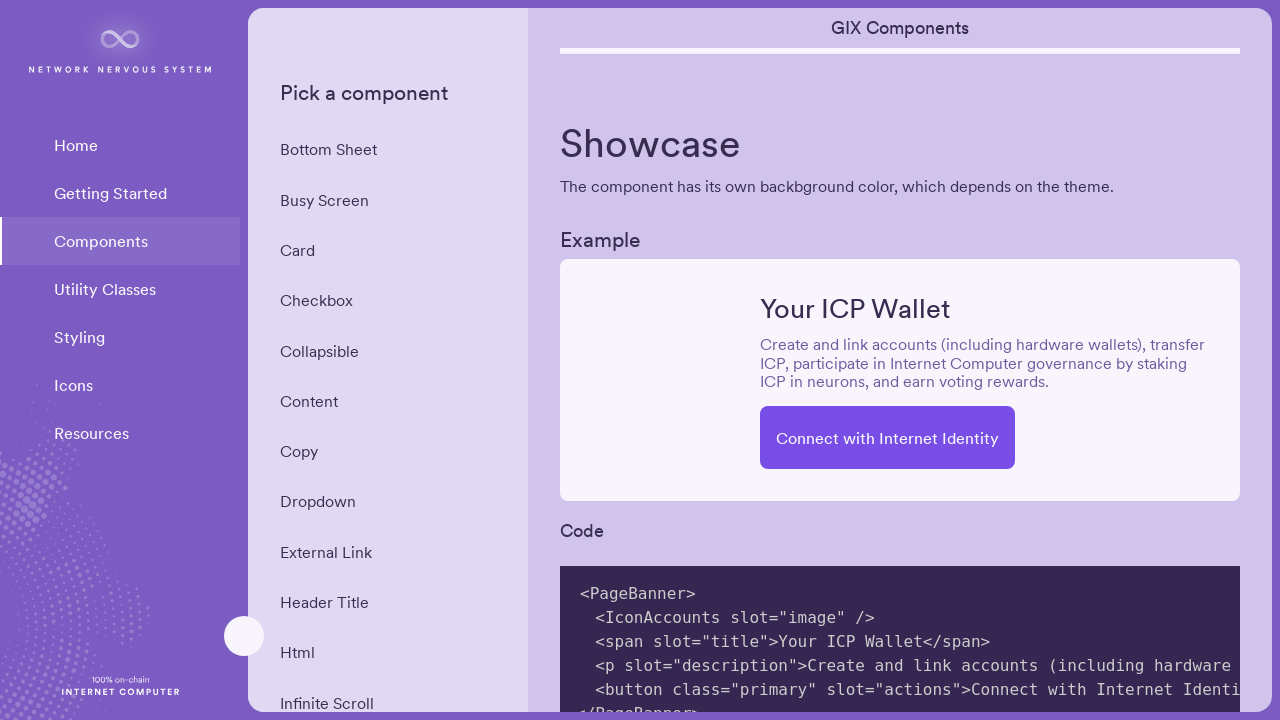 NETWORK NERVOUS SYSTEM
Home
Getting Started
Components
Utility Classes
Styling
Icons
Resources
100% on-chain
INTERNET COMPUTER
Pick a component
Bottom Sheet
Busy Screen
Card
Checkbox
Collapsible
Content
Copy
Dropdown
External Link
Header Title
Html
Infinite Scroll
GIX Components
Showcase
The component has its own backbground color, which depends on the theme.
Example
Your ICP Wallet
Create and link accounts (including hardware wallets), transfer
ICP, participate in Internet Computer governance by staking
ICP in neurons, and earn voting rewards.
Connect with Internet Identity
Code
<PageBanner>
<IconAccounts slot="image" />
<span slot="title">Your ICP Wallet</span>
<p slot="description">Create and link accounts (including hardware
<button class="primary" slot="actions">Connect with Internet Identi
</PageBanner>